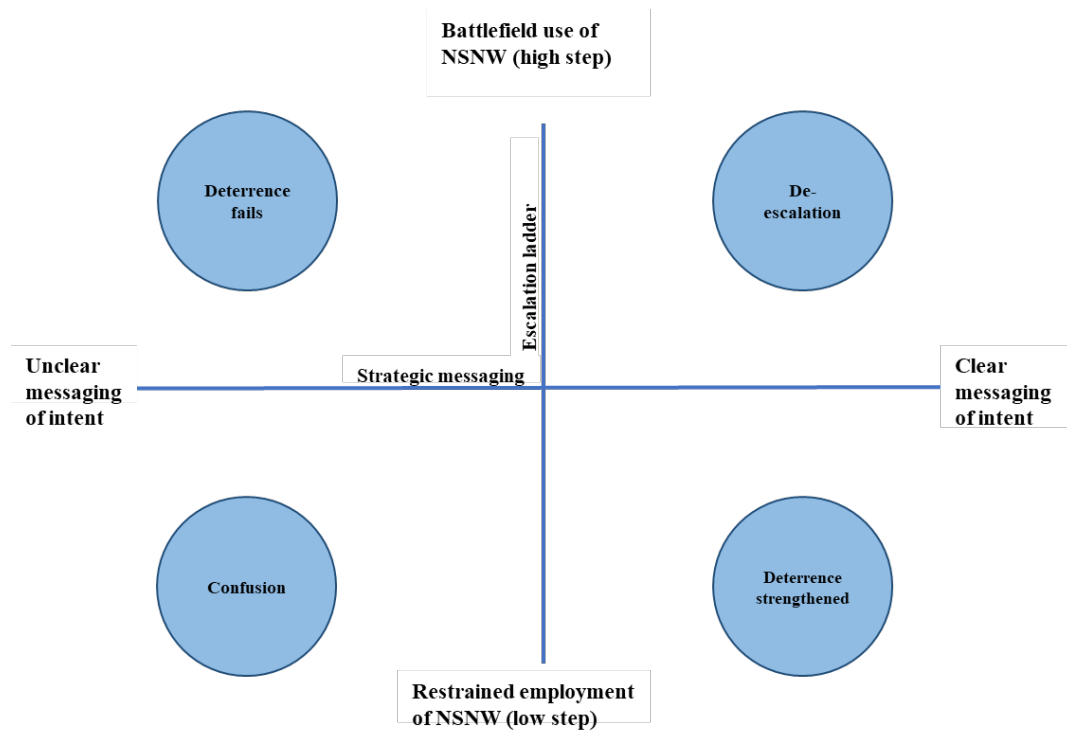 Battlefield use of
NSNW (high step)
Deterrence
fails
De-
escalation
Escalation ladder
Unclear
messaging
of intent
Strategic messaging
Clear
messaging
of intent
Confusion
Deterrence
strengthened
Restrained employment
of NSNW (low step)